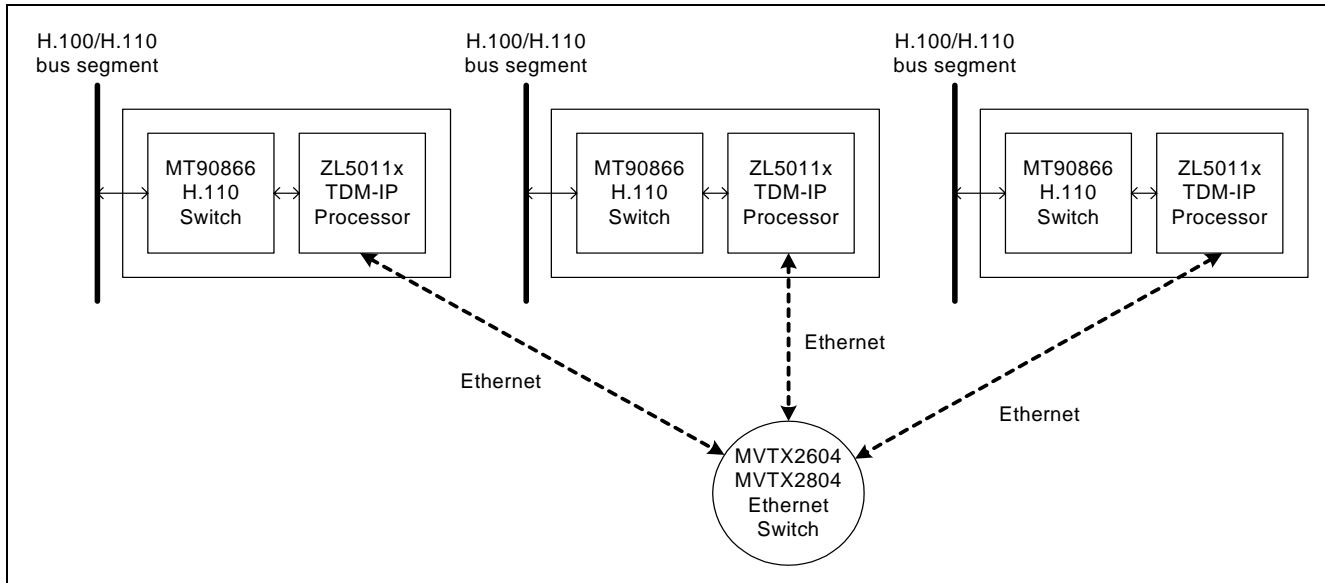 H.100/H.110
bus segment
H.100/H.110
bus segment
H.100/H.110
bus segment
MT90866
H.110
Switch
ZL5011x
TDM-IP
Processor
MT90866
H.110
Switch
ZL5011x
TDM-IP
Processor
MT90866
H.110
Switch
ZL5011x
TDM-IP
Processor
Ethernet
Ethernet
Ethernet
MVTX2604
MVTX2804
Ethernet
Switch